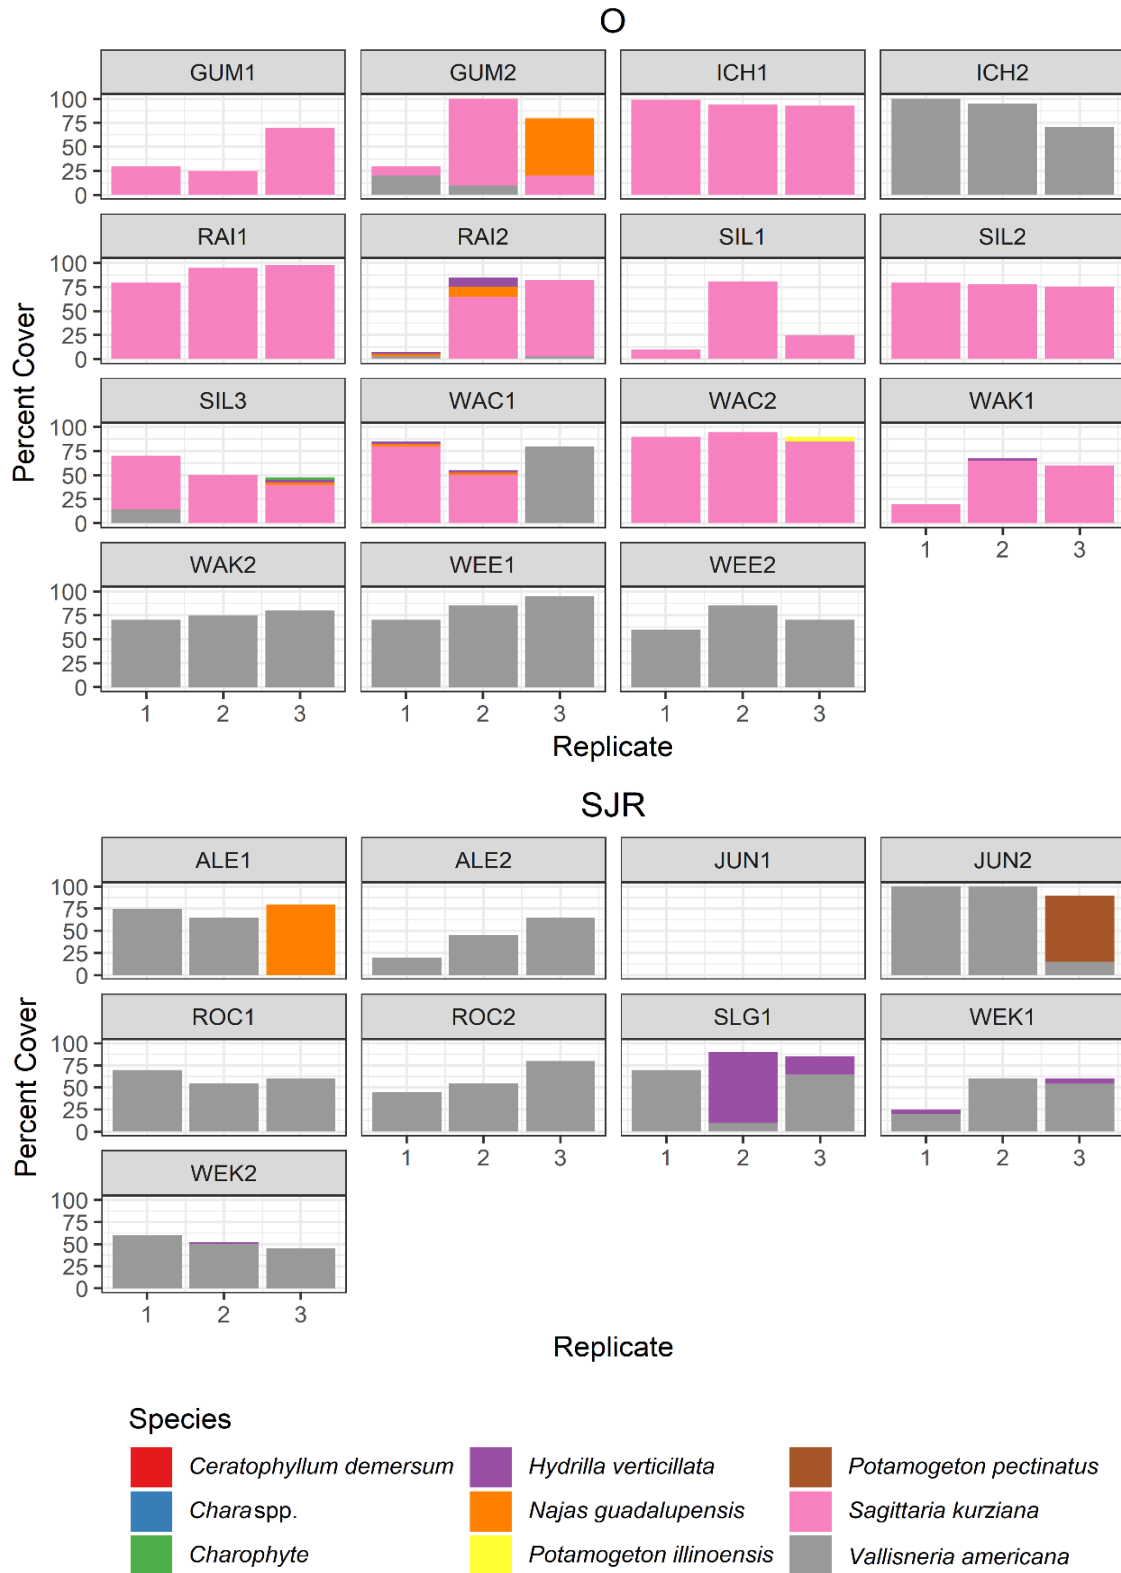 O
GUM1 GUM2 ICH1 ICH2
100
75
50
25
0
RAI1 RAI2 SIL1 SIL2
100
75
50
25
0
Percent Cover
SIL3 WAC1 WAC2 WAK1
100
75
50
25
0
1 2 3
WAK2 WEE1 WEE2
100
75
50
25
0
1 2 3 1 2 3 1 2 3
Replicate
SJR
ALE1 ALE2 JUN1 JUN2
100
75
50
25
0
Percent Cover
ROC1 ROC2 SLG1 WEK1
100
75
50
25
0
1 2 3 1 2 3 1 2 3
WEK2
100
75
50
25
0
1 2 3
Replicate
Species
Ceratophyllum demersum Hydrilla verticillata Potamogeton pectinatus
Chara spp. Najas guadalupensis Sagittaria kurziana
Charophyte Potamogeton illinoensis Vallisneria americana